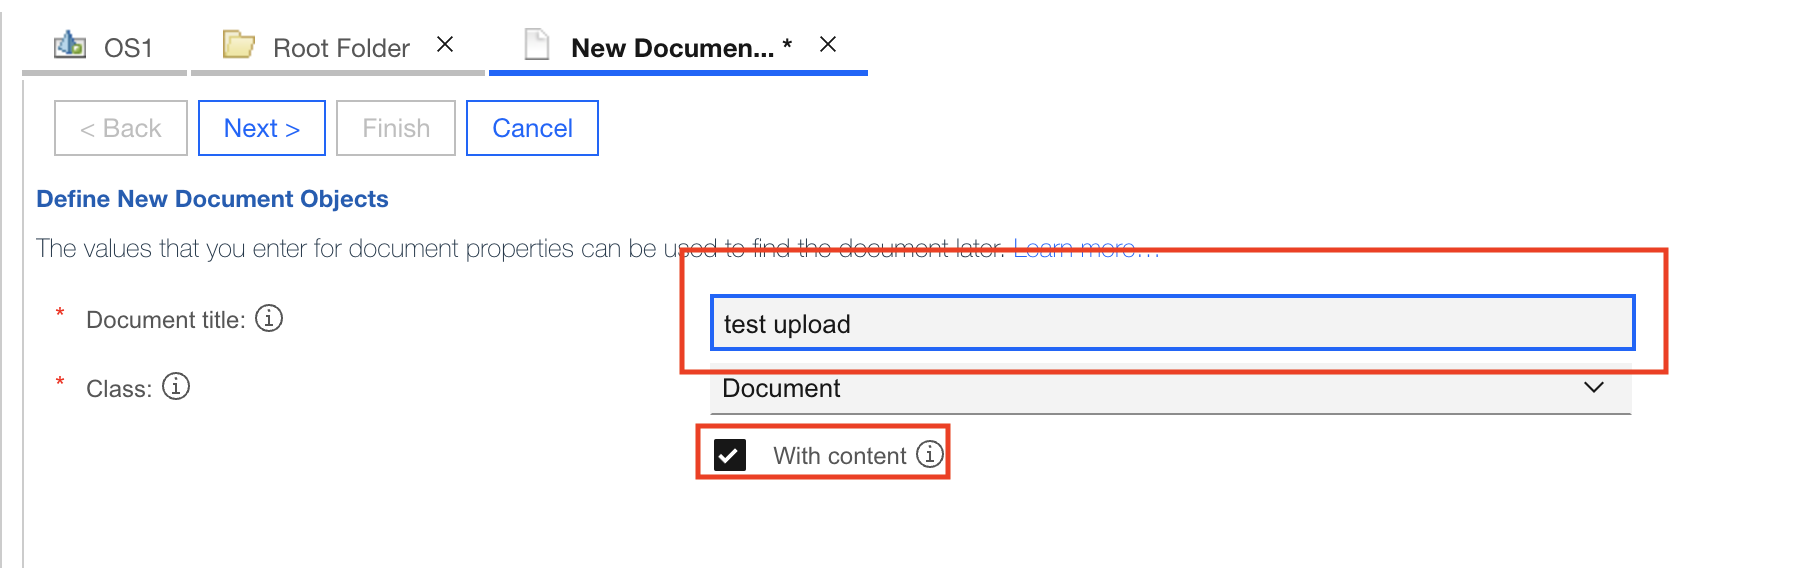 OS1 Root Folder New Documen... *
< Back Next > Finish Cancel
Define New Document Objects
The values that you enter for document properties can be used to find the document later. Learn more...
* Document title: test upload
* Class: Document
With content